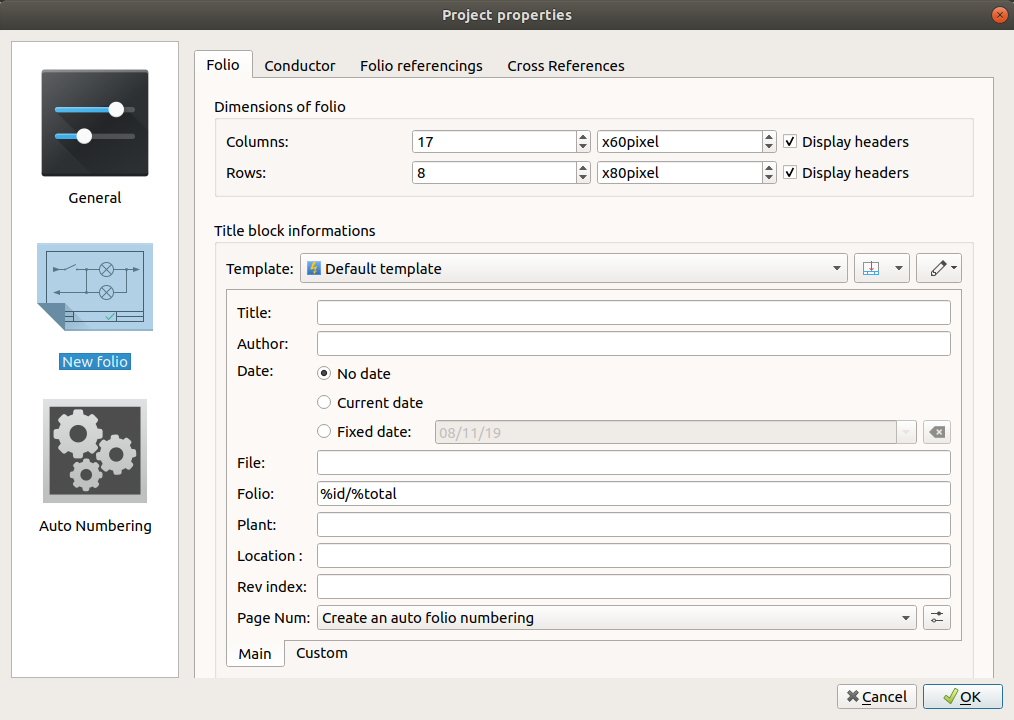 Project properties
General
New folio
Auto Numbering
Folio Conductor Folio referencings Cross References
Dimensions of folio
Columns: 17 x60pixel Display headers
Rows: 8 x80pixel Display headers
Title block informations
Template: Default template
Title:
Author:
Date: No date
Current date
Fixed date: 08/11/19
File:
Folio: %id/%total
Plant:
Location :
Rev index:
Page Num: Create an auto folio numbering
Main Custom
Cancel OK